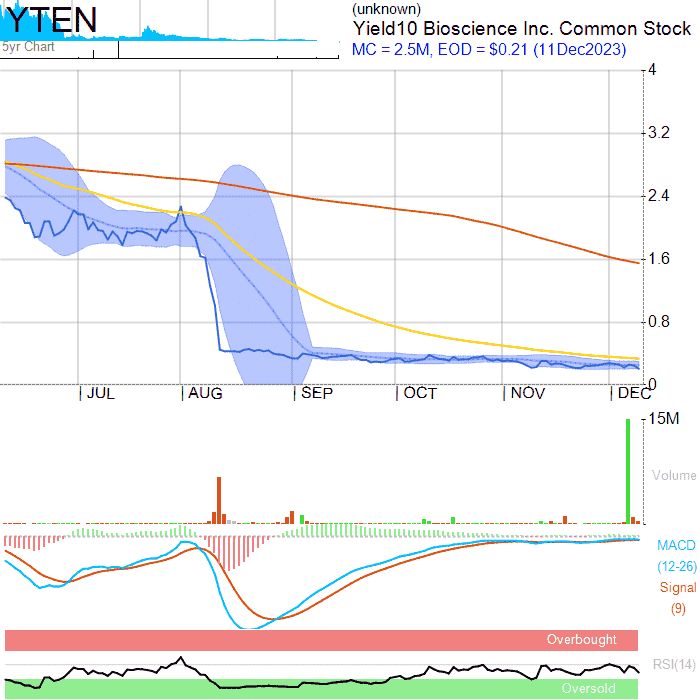 YTEN
5yr Chart
(unknown)
Yield10 Bioscience Inc. Common Stock
MC = 2.5M, EOD = $0.21 (11Dec2023)
4
3.2
2.4
1.6
0.8
0
JUL AUG SEP OCT NOV DEC
15M
Volume
MACD
(12-26)
Signal
(9)
Overbought
RSI(14)
Oversold